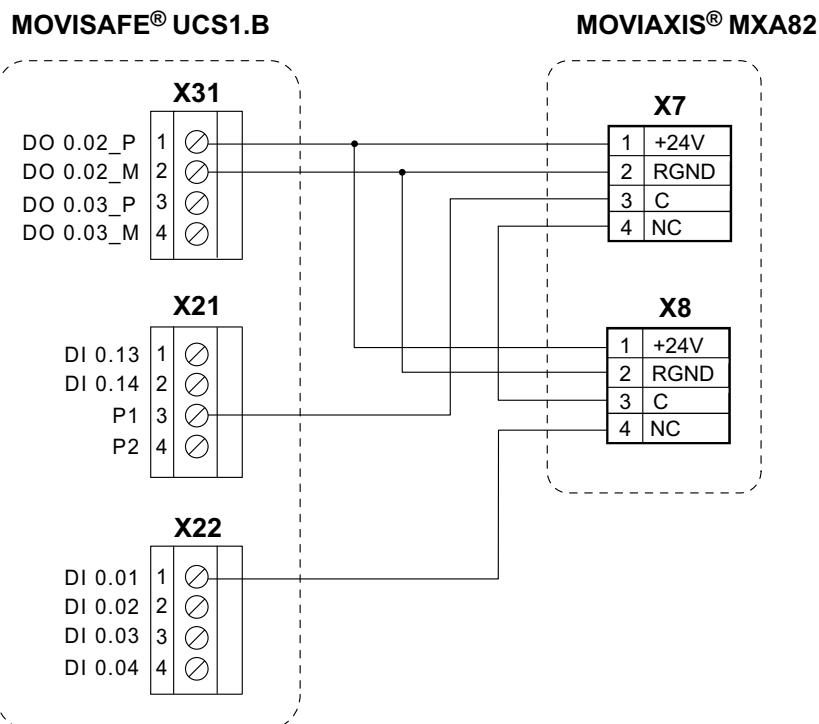 MOVISAFE® UCS1.B
MOVIAXIS® MXA82
X31
DO 0.02_P 1
DO 0.02_M 2
DO 0.03_P 3
DO 0.03_M 4
X7
1 +24V
2 RGND
3 C
4 NC
X21
DI 0.13 1
DI 0.14 2
P1 3
P2 4
X8
1 +24V
2 RGND
3 C
4 NC
X22
DI 0.01 1
DI 0.02 2
DI 0.03 3
DI 0.04 4